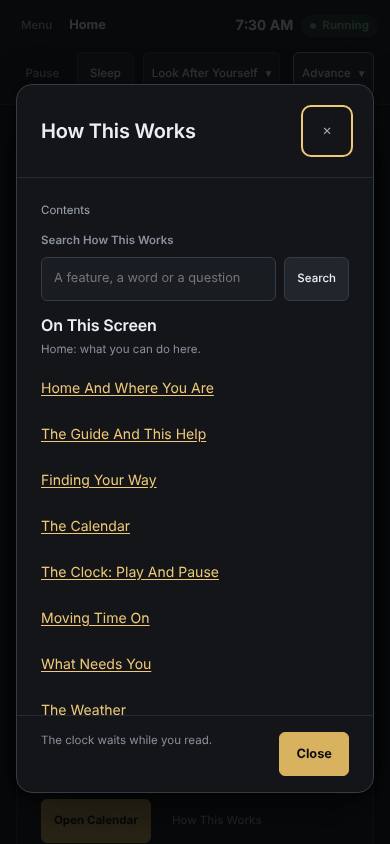 Menu Home 7:30 AM Running
Pause Sleep Look After Yourself Advance
How This Works
Contents
Search How This Works
A feature, a word or a question Search
On This Screen
Home: what you can do here.
Home And Where You Are
The Guide And This Help
Finding Your Way
The Calendar
The Clock: Play And Pause
Moving Time On
What Needs You
The Weather
The clock waits while you read.
Close
Open Calendar How This Works